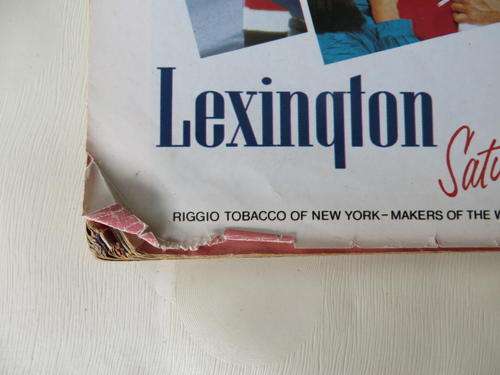 Lexington
RIGGIO TOBACCO OF NEW YORK-MAKERS OF THE